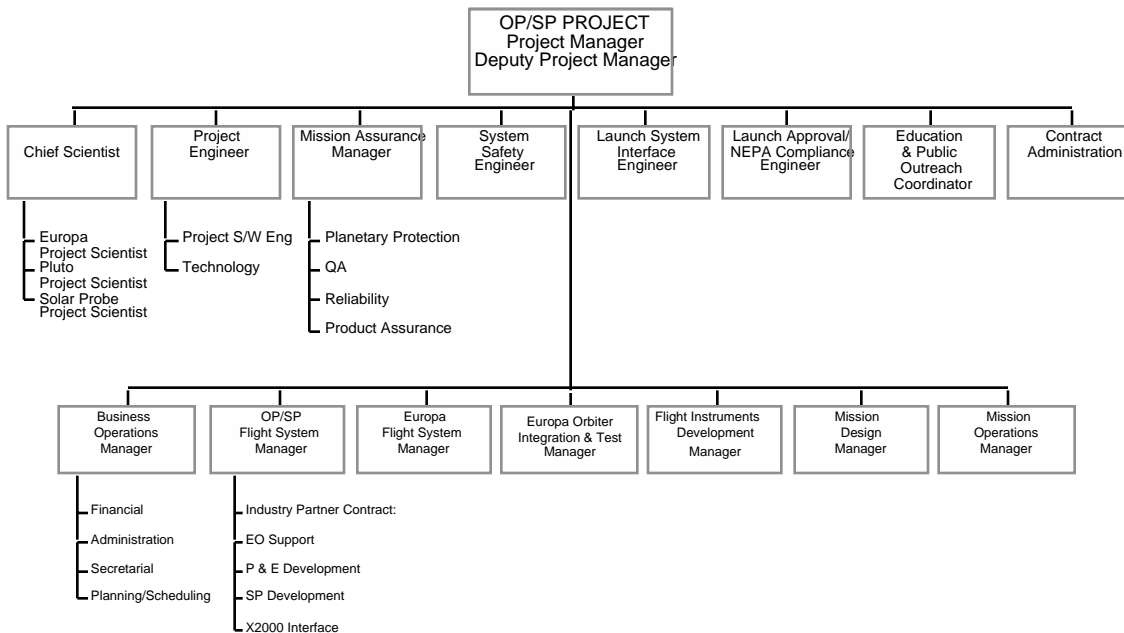 OP/SP PROJECT
Project Manager
Deputy Project Manager
Chief Scientist
Project
Engineer
Mission Assurance
Manager
System
Safety
Engineer
Launch System
Interface
Engineer
Launch Approval/
NEPA Compliance
Engineer
Education
& Public
Outreach
Coordinator
Contract
Administration
Europa
Project Scientist
Pluto
Project Scientist
Solar Probe
Project Scientist
Project S/W Eng
Technology
Planetary Protection
QA
Reliability
Product Assurance
Business
Operations
Manager
OP/SP
Flight System
Manager
Europa
Flight System
Manager
Europa Orbiter
Integration & Test
Manager
Flight Instruments
Development
Manager
Mission
Design
Manager
Mission
Operations
Manager
Financial
Administration
Secretarial
Planning/Scheduling
Industry Partner Contract:
EO Support
P & E Development
SP Development
X2000 Interface